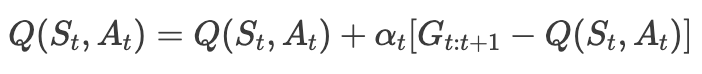 Q(S_t, A_t) = Q(S_t, A_t) + α_t[G_{t:t+1} − Q(S_t, A_t)]